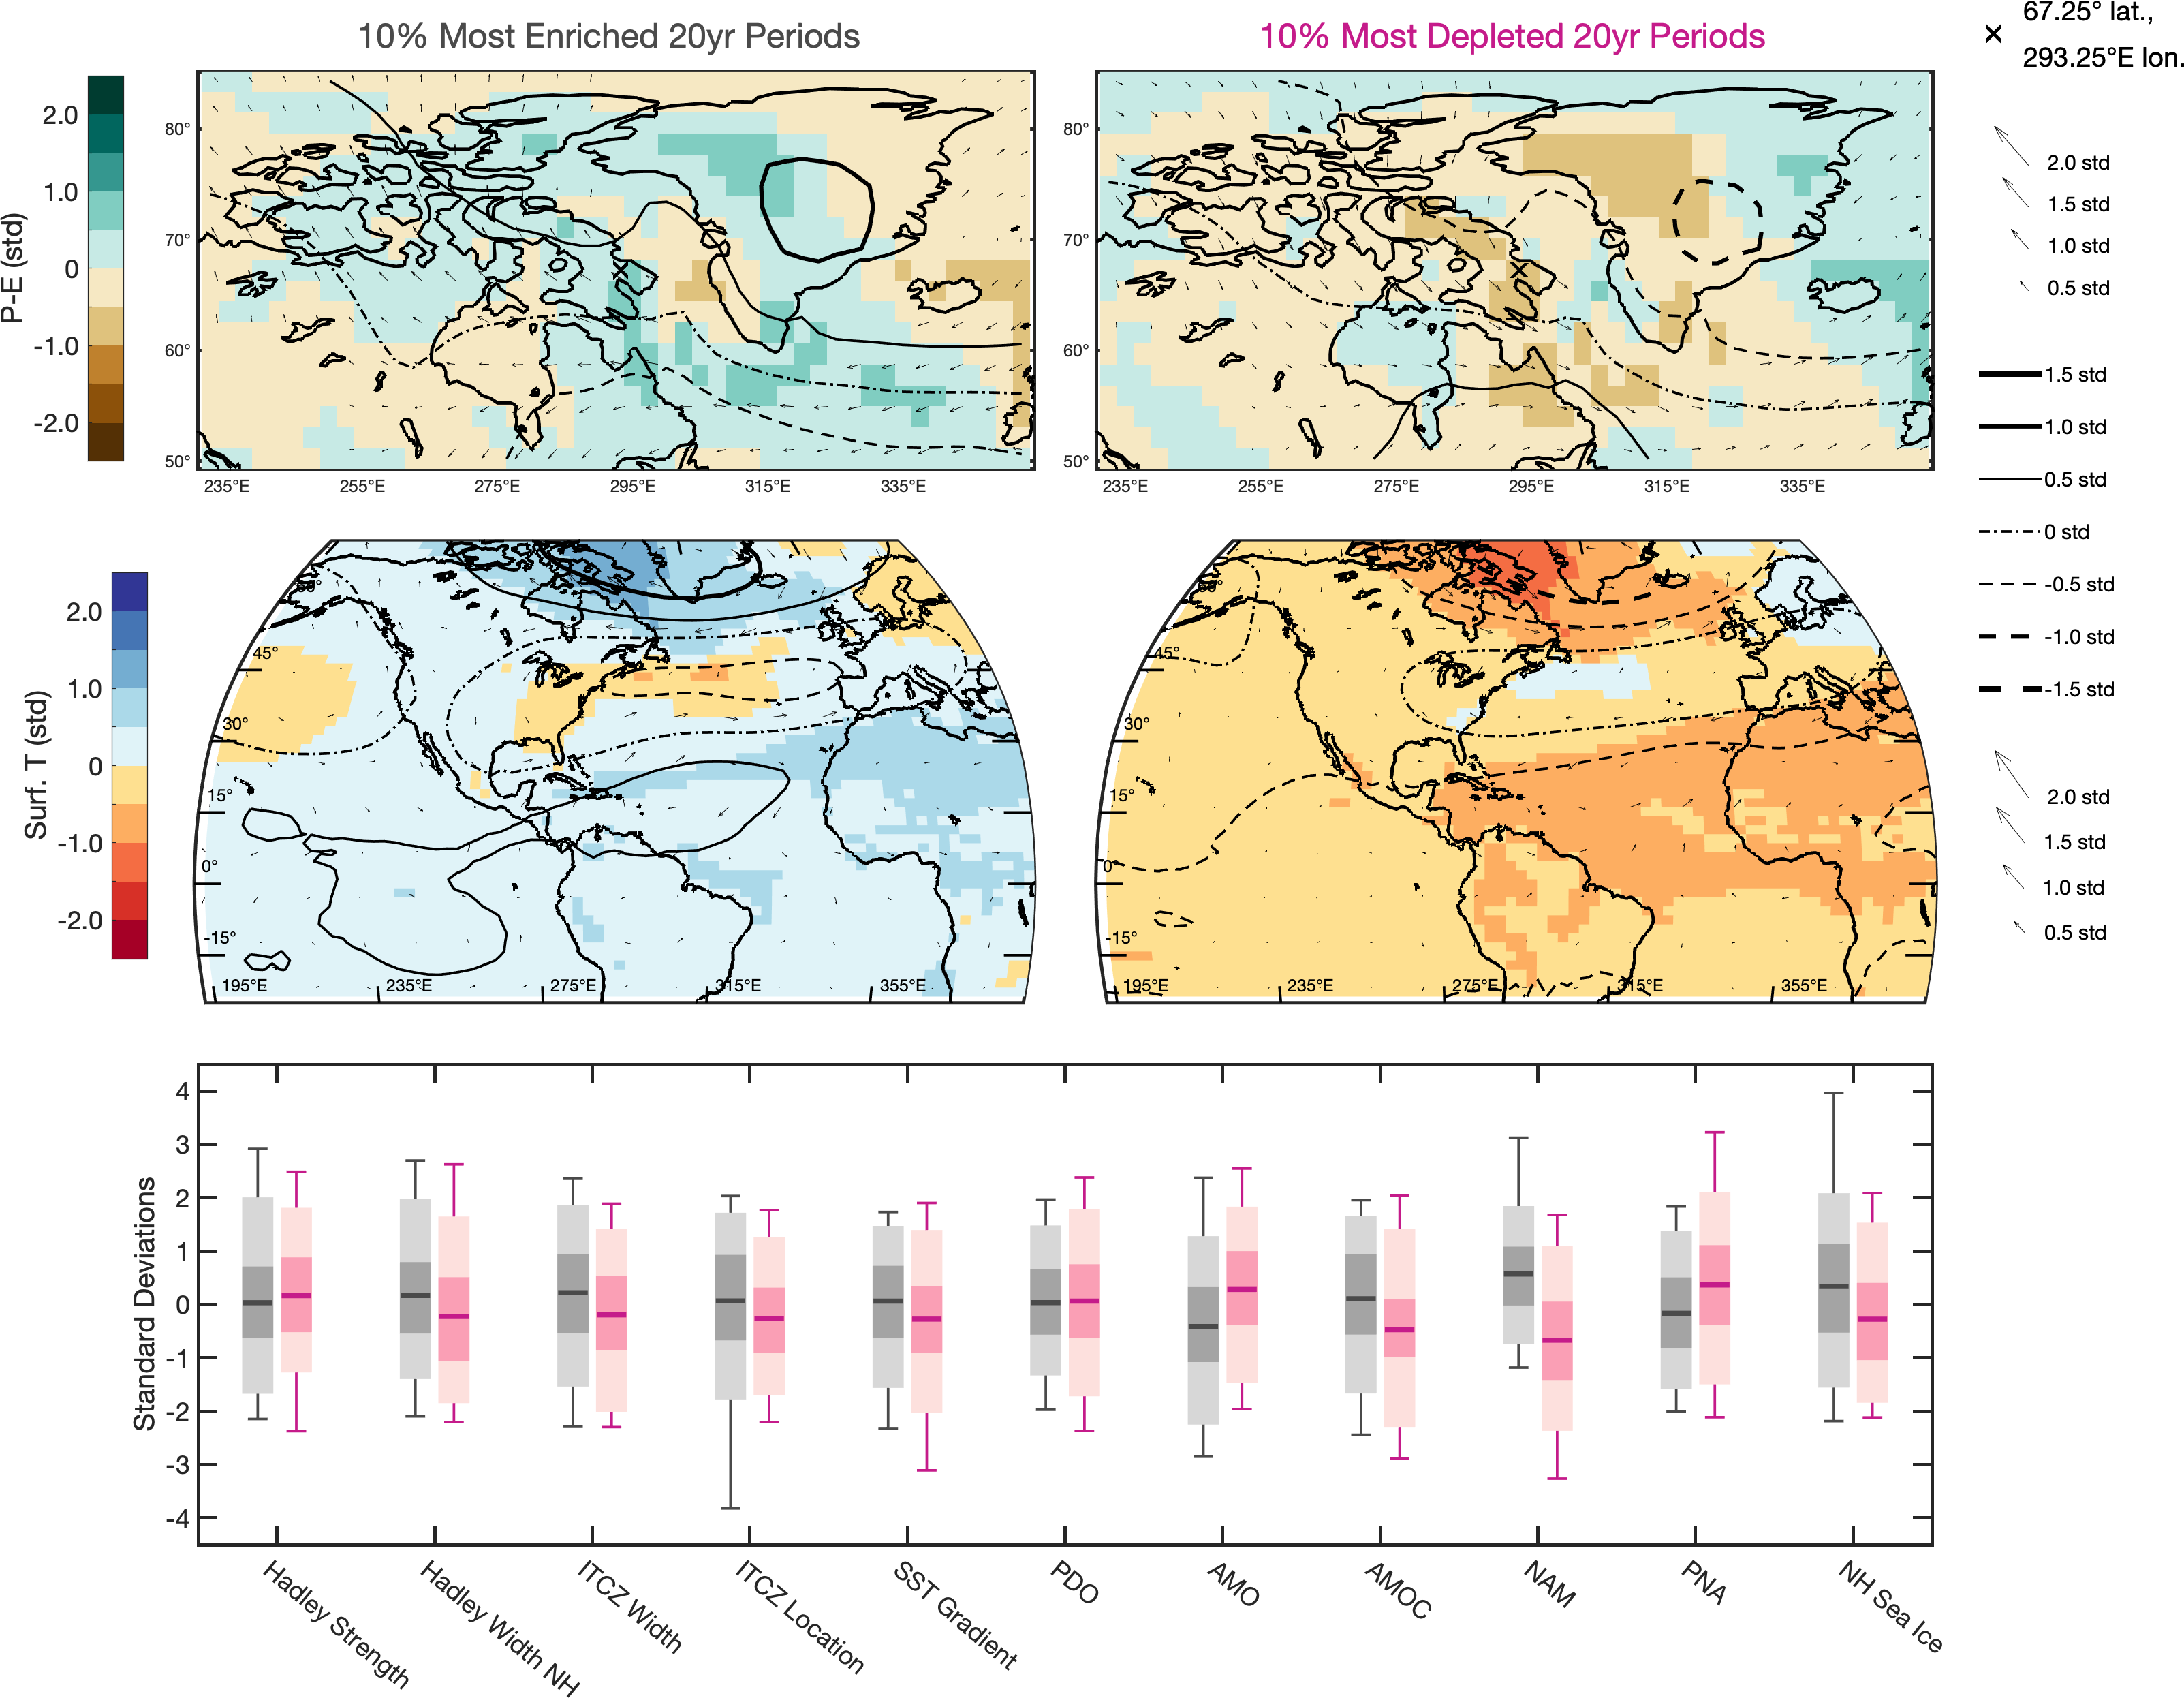 10% Most Enriched 20yr Periods
10% Most Depleted 20yr Periods
67.25° lat.,
293.25°E lon.
P-E (std)
2.0
1.0
0
-1.0
-2.0
80°
70°
60°
50°
235°E 255°E 275°E 295°E 315°E 335°E
80°
70°
60°
50°
235°E 255°E 275°E 295°E 315°E 335°E
2.0 std
1.5 std
1.0 std
0.5 std
1.5 std
1.0 std
0.5 std
0 std
-0.5 std
-1.0 std
-1.5 std
2.0 std
1.5 std
1.0 std
0.5 std
Surf. T (std)
2.0
1.0
0
-1.0
-2.0
45°
30°
15°
0°
-15°
195°E 235°E 275°E 315°E 355°E
45°
30°
15°
0°
-15°
195°E 235°E 275°E 315°E 355°E
Standard Deviations
4
3
2
1
0
-1
-2
-3
-4
Hadley Strength
Hadley Width NH
ITCZ Width
ITCZ Location
SST Gradient
PDO
AMO
AMOC
NAM
PNA
NH Sea Ice